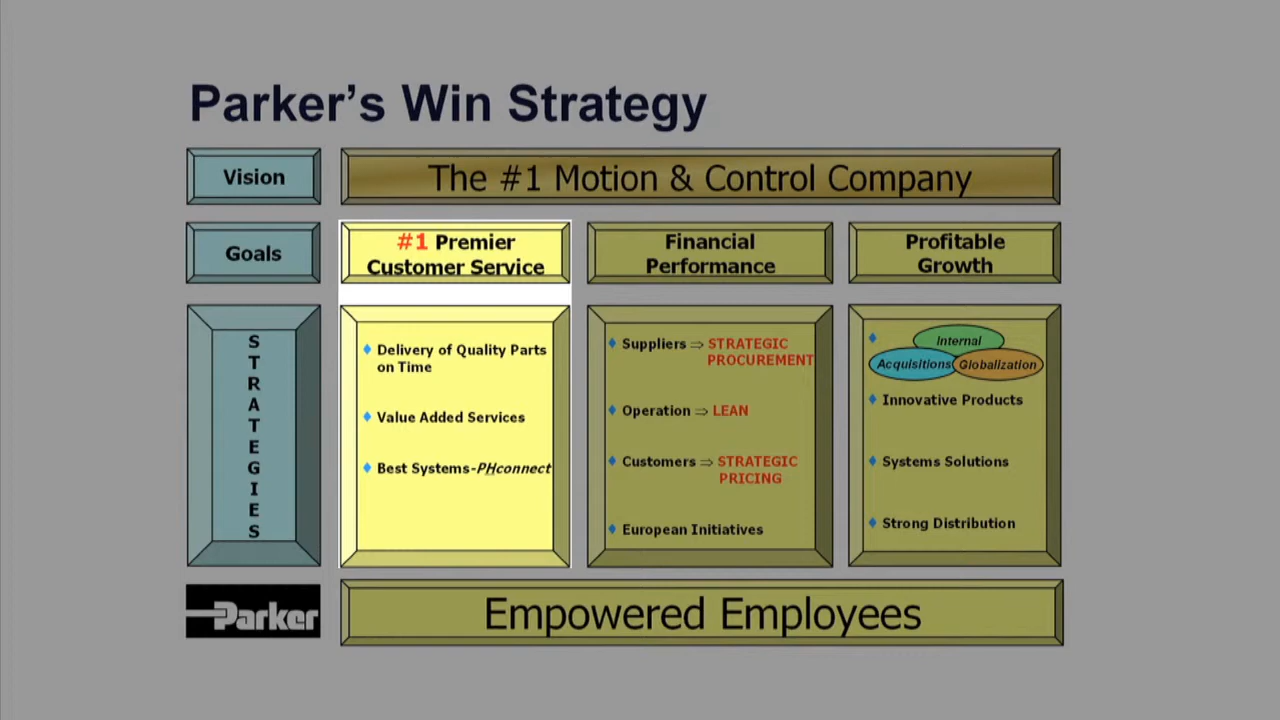 Parker's Win Strategy
Vision
The #1 Motion & Control Company
Goals
#1 Premier
Customer Service
Financial
Performance
Profitable
Growth
STRATEGIES
Delivery of Quality Parts
on Time
Value Added Services
Best Systems-PHconnect
Suppliers ⇒ STRATEGIC
PROCUREMENT
Operation ⇒ LEAN
Customers ⇒ STRATEGIC
PRICING
European Initiatives
Internal
Acquisitions
Globalization
Innovative Products
Systems Solutions
Strong Distribution
Parker
Empowered Employees